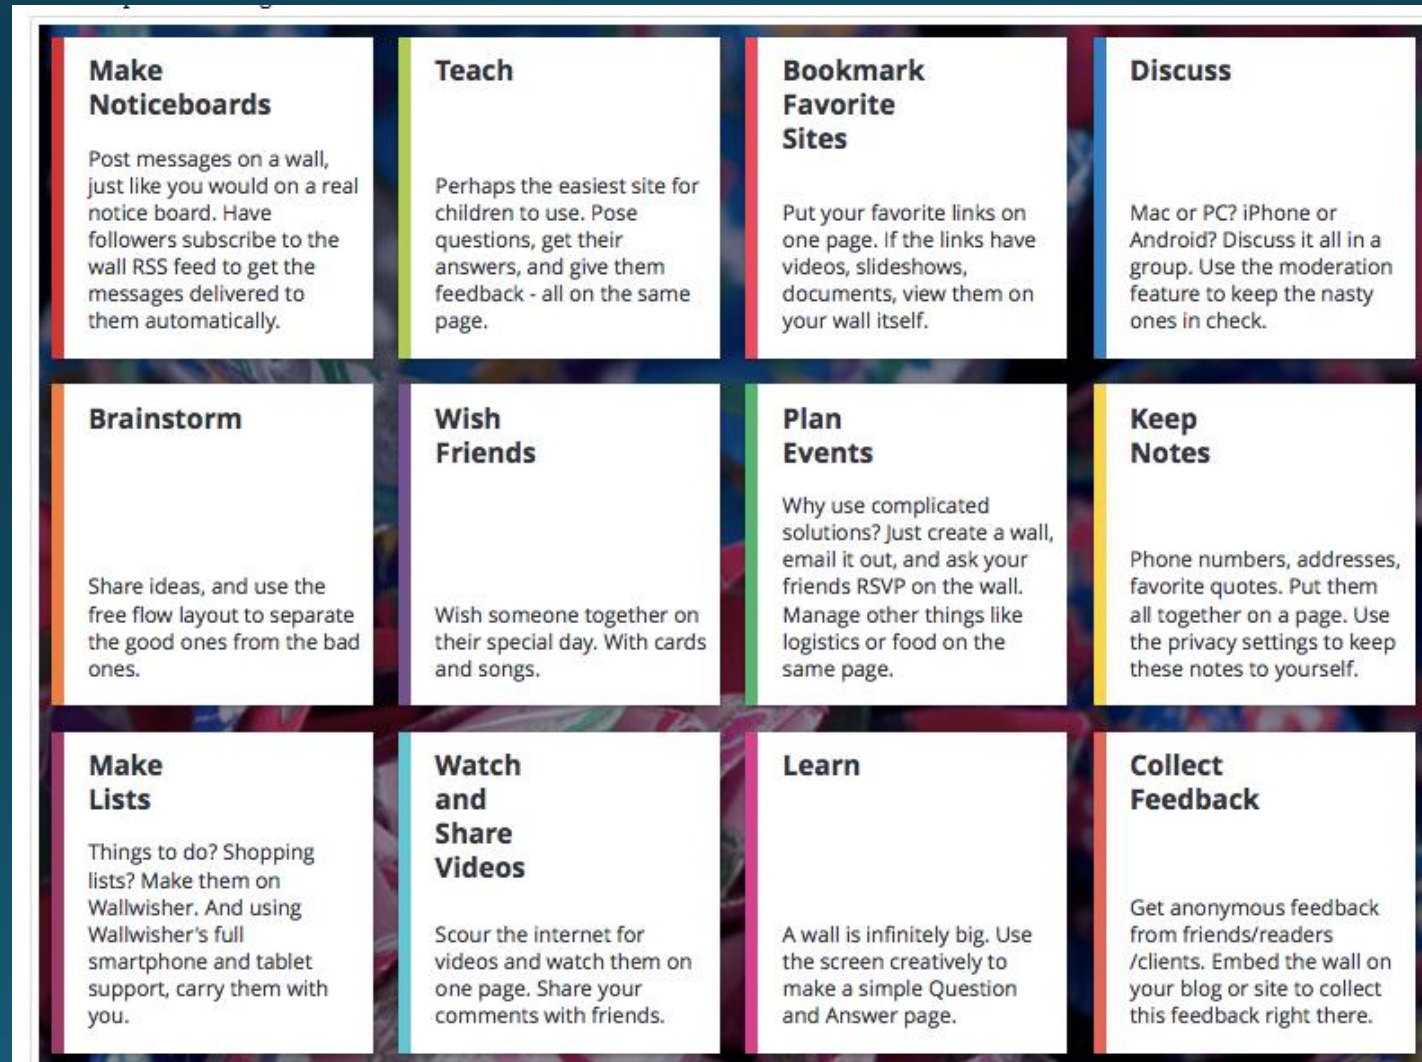 Make
Noticeboards
Post messages on a wall,
just like you would on a real
notice board. Have
followers subscribe to the
wall RSS feed to get the
messages delivered to
them automatically.
Teach
Perhaps the easiest site for
children to use. Pose
questions, get their
answers, and give them
feedback - all on the same
page.
Bookmark
Favorite
Sites
Put your favorite links on
one page. If the links have
videos, slideshows,
documents, view them on
your wall itself.
Discuss
Mac or PC? iPhone or
Android? Discuss it all in a
group. Use the moderation
feature to keep the nasty
ones in check.
Brainstorm
Share ideas, and use the
free flow layout to separate
the good ones from the bad
ones.
Wish
Friends
Wish someone together on
their special day. With cards
and songs.
Plan
Events
Why use complicated
solutions? Just create a wall,
email it out, and ask your
friends RSVP on the wall.
Manage other things like
logistics or food on the
same page.
Keep
Notes
Phone numbers, addresses,
favorite quotes. Put them
all together on a page. Use
the privacy settings to keep
these notes to yourself.
Make
Lists
Things to do? Shopping
lists? Make them on
Wallwisher. And using
Wallwisher's full
smartphone and tablet
support, carry them with
you.
Watch
and
Share
Videos
Scour the internet for
videos and watch them on
one page. Share your
comments with friends.
Learn
A wall is infinitely big. Use
the screen creatively to
make a simple Question
and Answer page.
Collect
Feedback
Get anonymous feedback
from friends/readers
/clients. Embed the wall on
your blog or site to collect
this feedback right there.